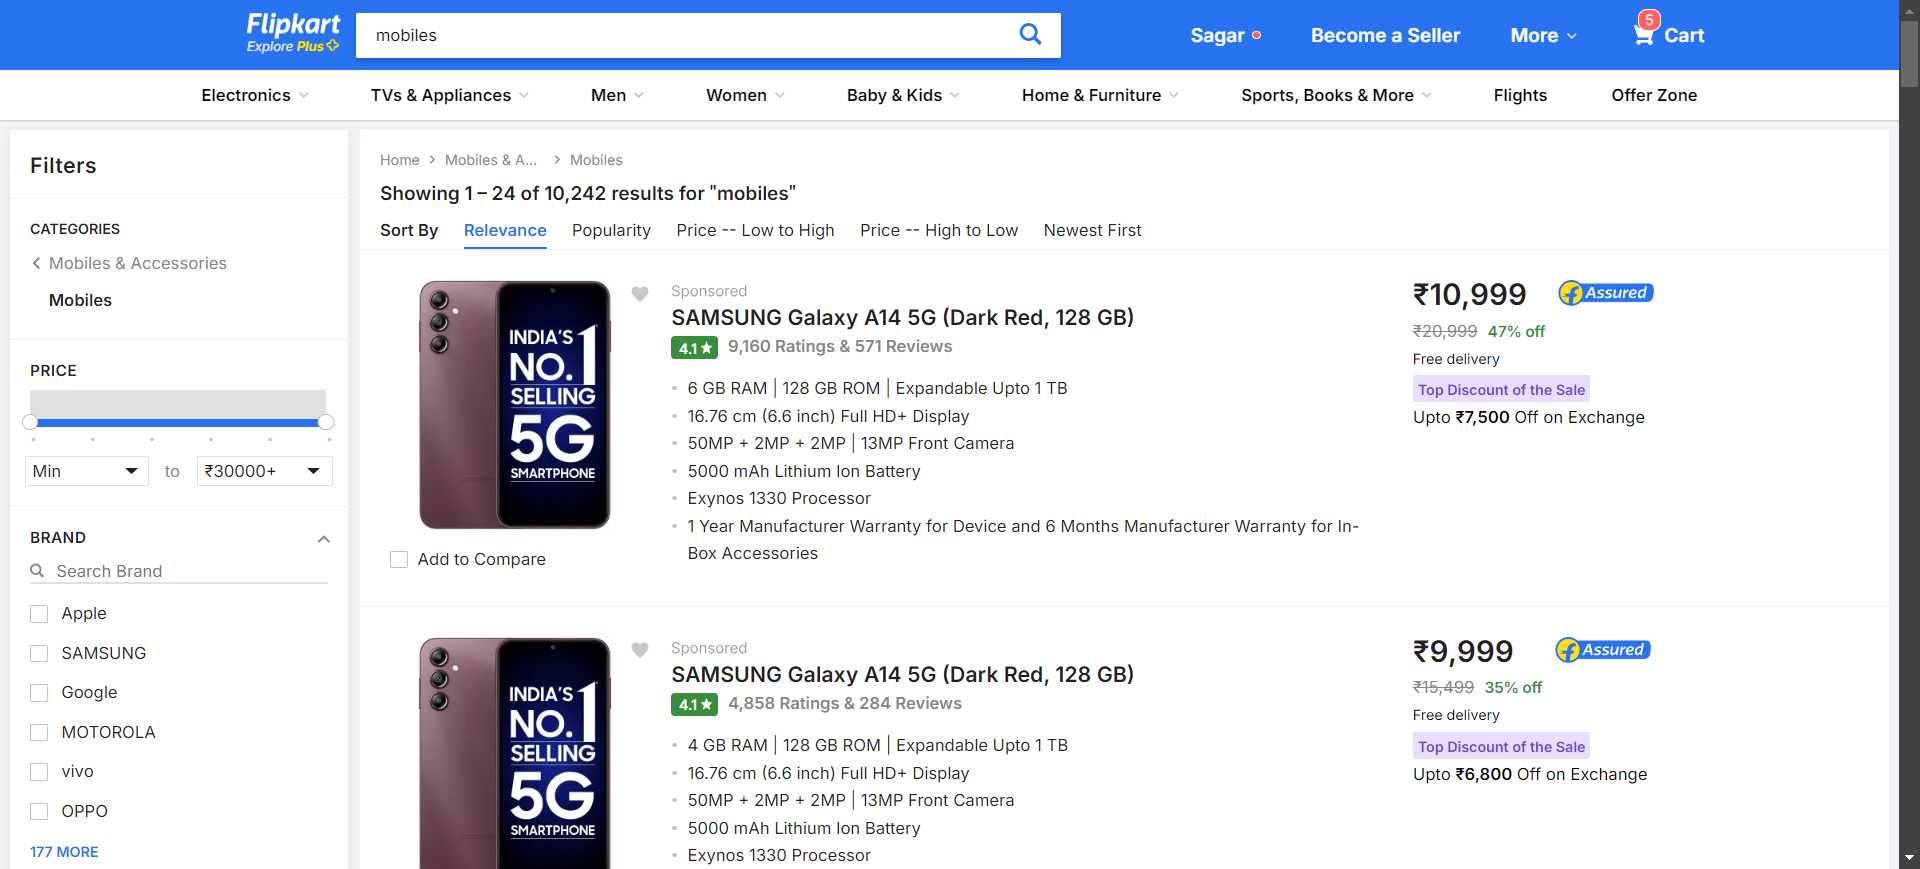 Flipkart
Explore Plus
mobiles
Sagar
Become a Seller
More
5
Cart
Electronics
TVs & Appliances
Men
Women
Baby & Kids
Home & Furniture
Sports, Books & More
Flights
Offer Zone
Filters
CATEGORIES
Mobiles & Accessories
Mobiles
PRICE
Min
to
₹30000+
BRAND
Search Brand
Apple
SAMSUNG
Google
MOTOROLA
vivo
OPPO
177 MORE
Home
Mobiles & A...
Mobiles
Showing 1 – 24 of 10,242 results for "mobiles"
Sort By
Relevance
Popularity
Price -- Low to High
Price -- High to Low
Newest First
INDIA'S
NO.1
SELLING
5G
SMARTPHONE
Add to Compare
Sponsored
SAMSUNG Galaxy A14 5G (Dark Red, 128 GB)
4.1★
9,160 Ratings & 571 Reviews
6 GB RAM | 128 GB ROM | Expandable Upto 1 TB
16.76 cm (6.6 inch) Full HD+ Display
50MP + 2MP + 2MP | 13MP Front Camera
5000 mAh Lithium Ion Battery
Exynos 1330 Processor
1 Year Manufacturer Warranty for Device and 6 Months Manufacturer Warranty for In-
Box Accessories
₹10,999
Assured
₹20,999
47% off
Free delivery
Top Discount of the Sale
Upto ₹7,500 Off on Exchange
INDIA'S
NO.1
SELLING
5G
SMARTPHONE
Sponsored
SAMSUNG Galaxy A14 5G (Dark Red, 128 GB)
4.1★
4,858 Ratings & 284 Reviews
4 GB RAM | 128 GB ROM | Expandable Upto 1 TB
16.76 cm (6.6 inch) Full HD+ Display
50MP + 2MP + 2MP | 13MP Front Camera
5000 mAh Lithium Ion Battery
Exynos 1330 Processor
₹9,999
Assured
₹15,499
35% off
Free delivery
Top Discount of the Sale
Upto ₹6,800 Off on Exchange